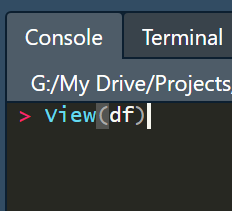 Console Terminal
G:/My Drive/Projects/
> View(df)